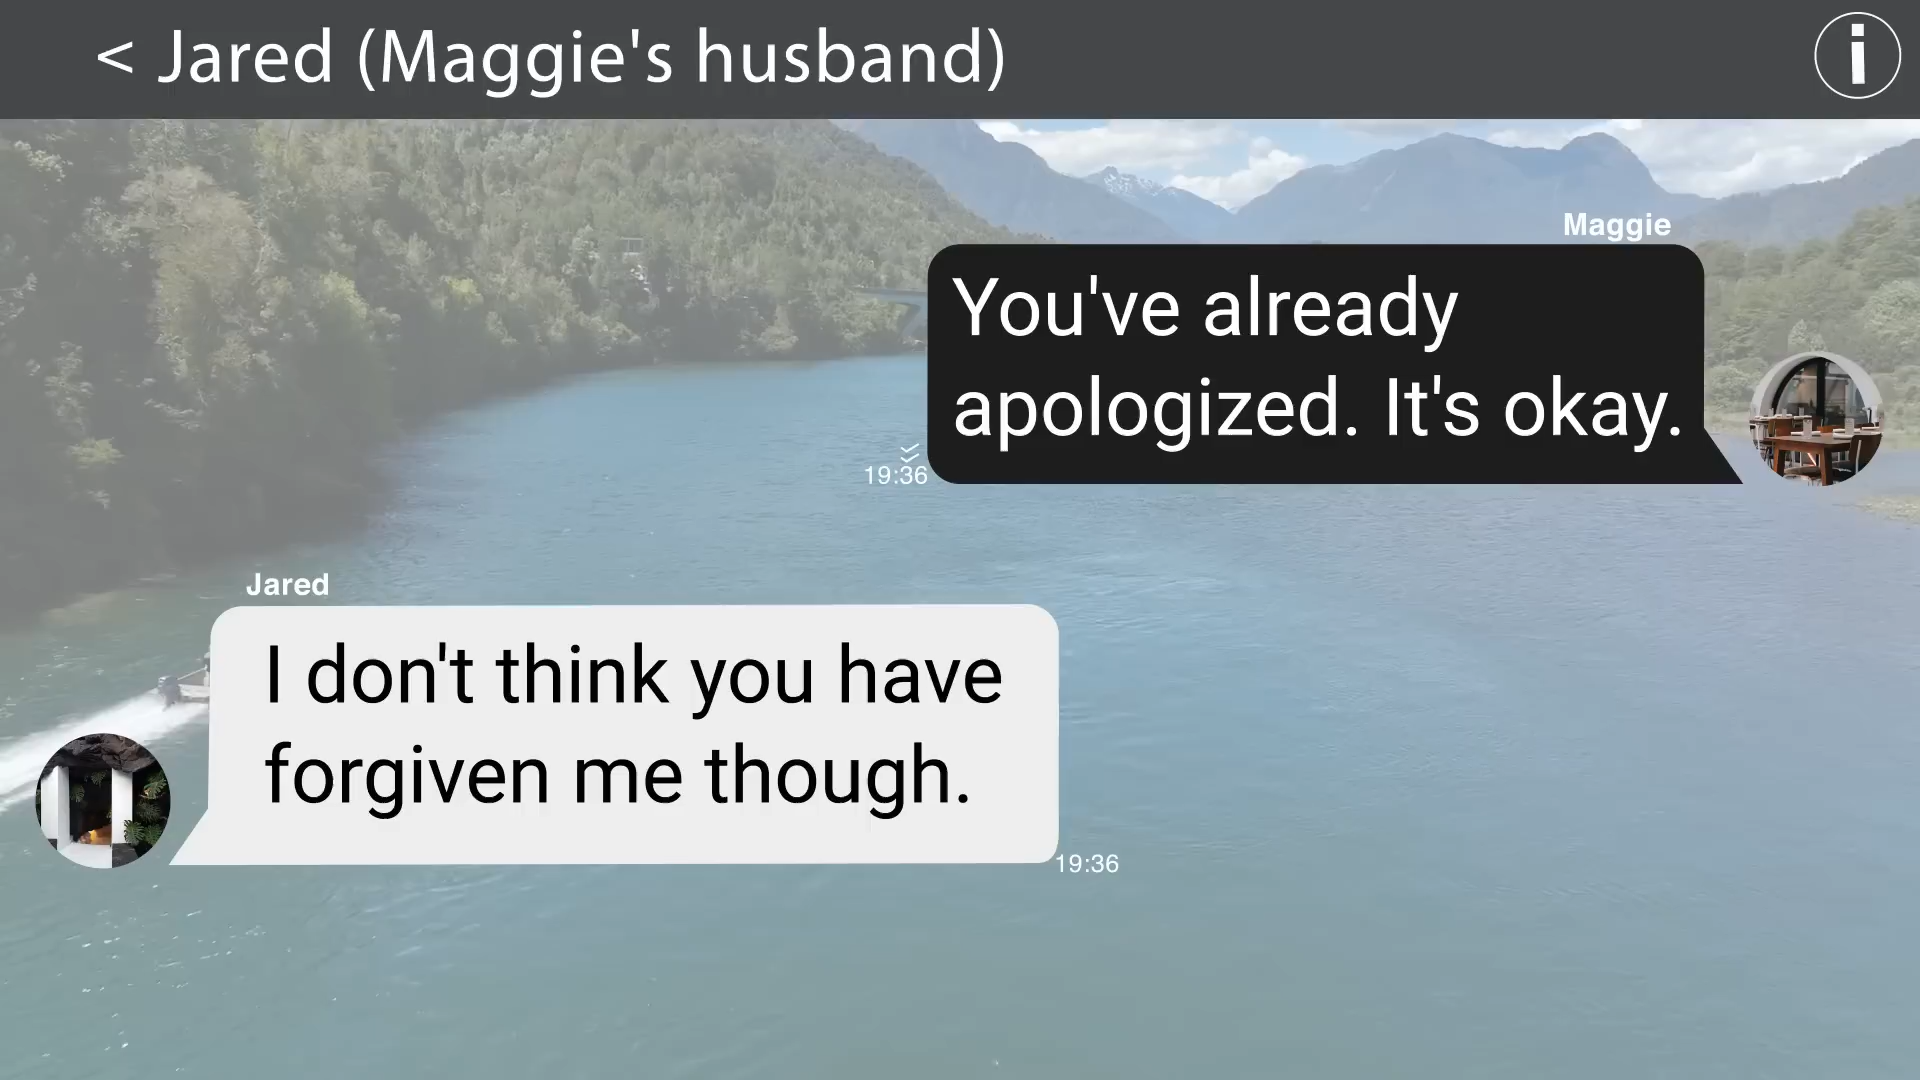 < Jared (Maggie's husband)
i
Maggie
You've already
apologized. It's okay.
19:36
Jared
I don't think you have
forgiven me though.
19:36